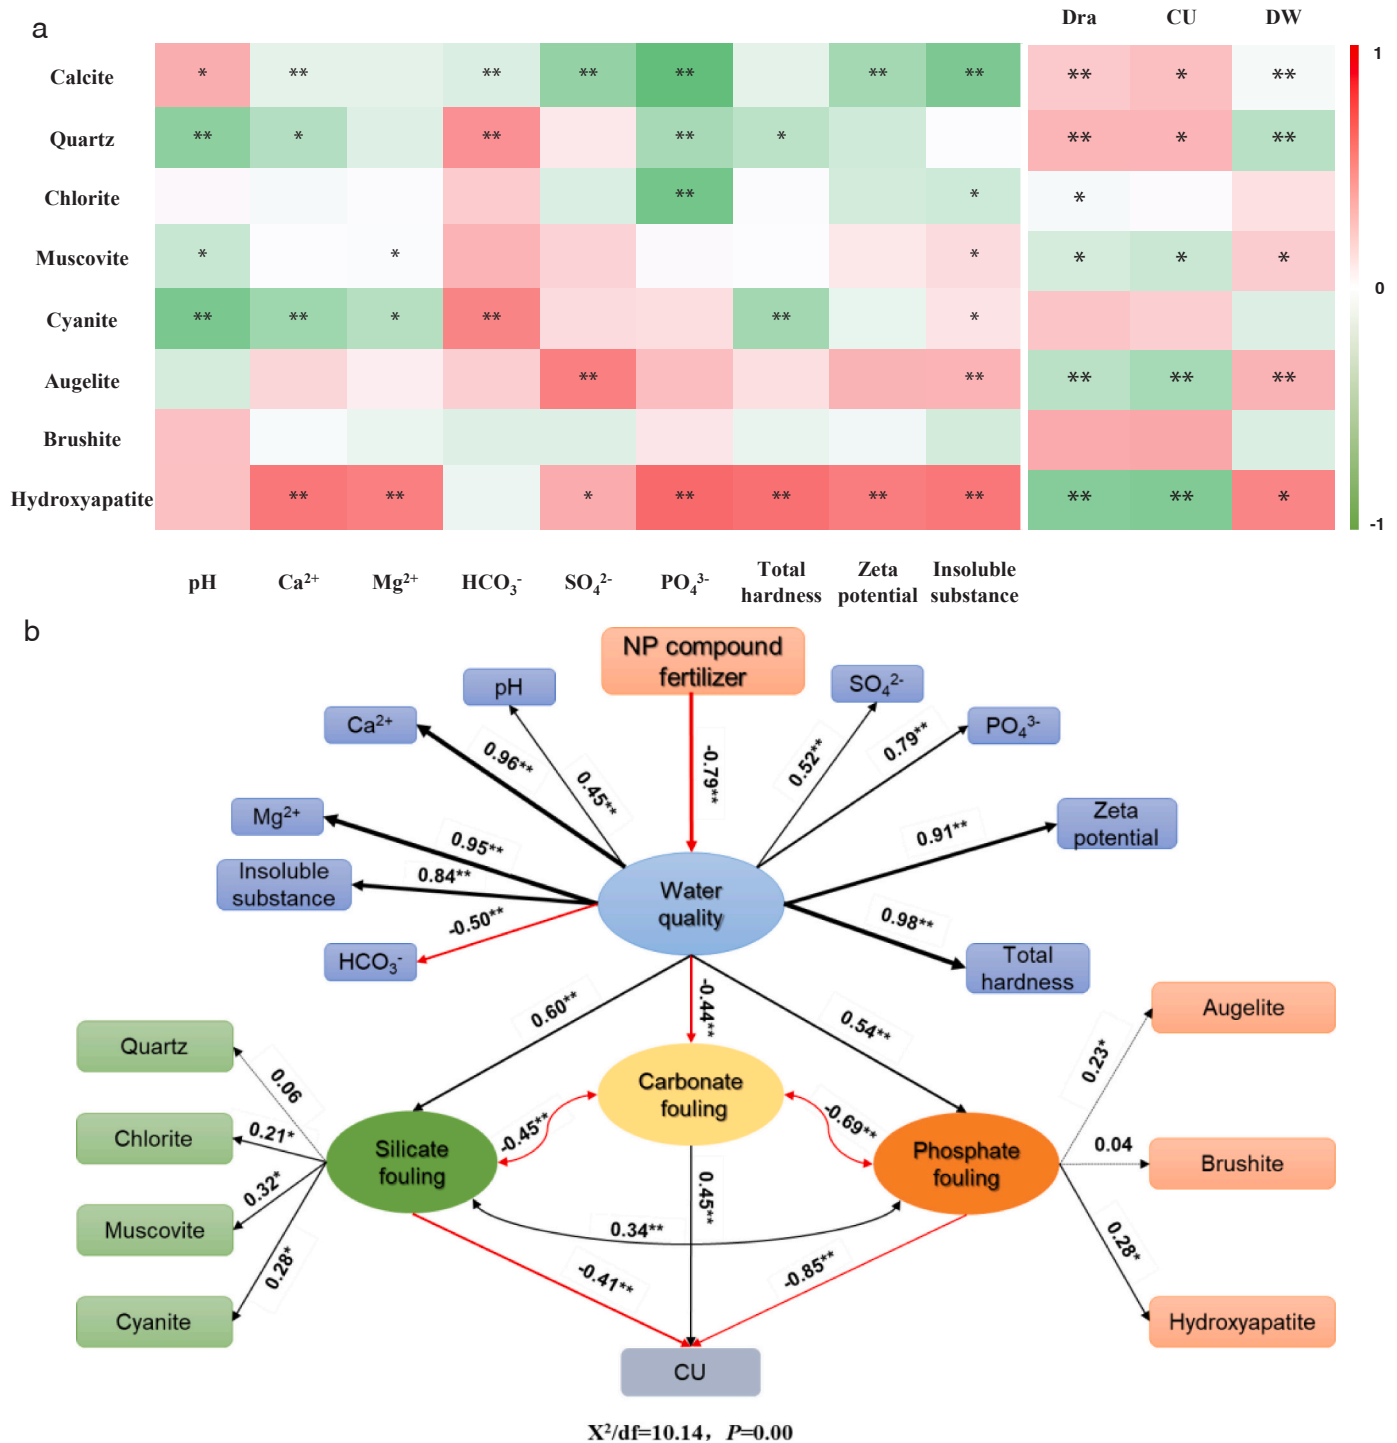 a
Dra CU DW
Calcite * ** ** ** ** ** ** ** * **
Quartz ** * ** ** * ** * **
Chlorite ** * *
Muscovite * * * * * *
Cyanite ** ** * ** ** *
Augelite ** ** ** ** **
Brushite
Hydroxyapatite ** ** * ** ** ** ** ** ** *
1
0
-1
pH Ca²⁺ Mg²⁺ HCO₃⁻ SO₄²⁻ PO₄³⁻ Total hardness Zeta potential Insoluble substance
b
NP compound
fertilizer
pH
SO₄²⁻
Ca²⁺
PO₄³⁻
0.96**
0.45**
-0.79**
0.52**
0.79**
Mg²⁺
Zeta
potential
0.95**
0.91**
Insoluble
substance
0.84**
Water
quality
-0.50**
0.98**
HCO₃⁻
Total
hardness
0.60**
-0.44**
0.54**
Augelite
Quartz
0.06
Carbonate
fouling
0.23*
Chlorite
0.21*
Silicate
fouling
-0.45**
-0.69**
Phosphate
fouling
0.04
Brushite
0.32*
0.45**
Muscovite
0.34**
0.28*
0.28*
-0.41**
-0.85**
Cyanite
Hydroxyapatite
CU
X²/df=10.14, P=0.00